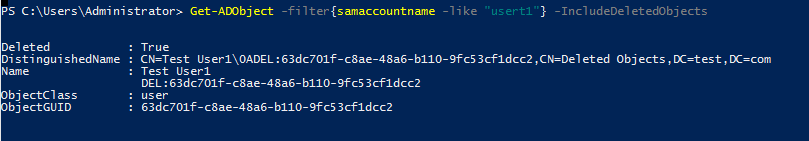 PS C:\Users\Administrator> Get-ADObject -filter{samaccountname -like "usert1"} -IncludeDeletedObjects
Deleted           : True
DistinguishedName : CN=Test User1\0ADEL:63dc701f-c8ae-48a6-b110-9fc53cf1dcc2,CN=Deleted Objects,DC=test,DC=com
Name              : Test User1
                    DEL:63dc701f-c8ae-48a6-b110-9fc53cf1dcc2
ObjectClass       : user
ObjectGUID        : 63dc701f-c8ae-48a6-b110-9fc53cf1dcc2